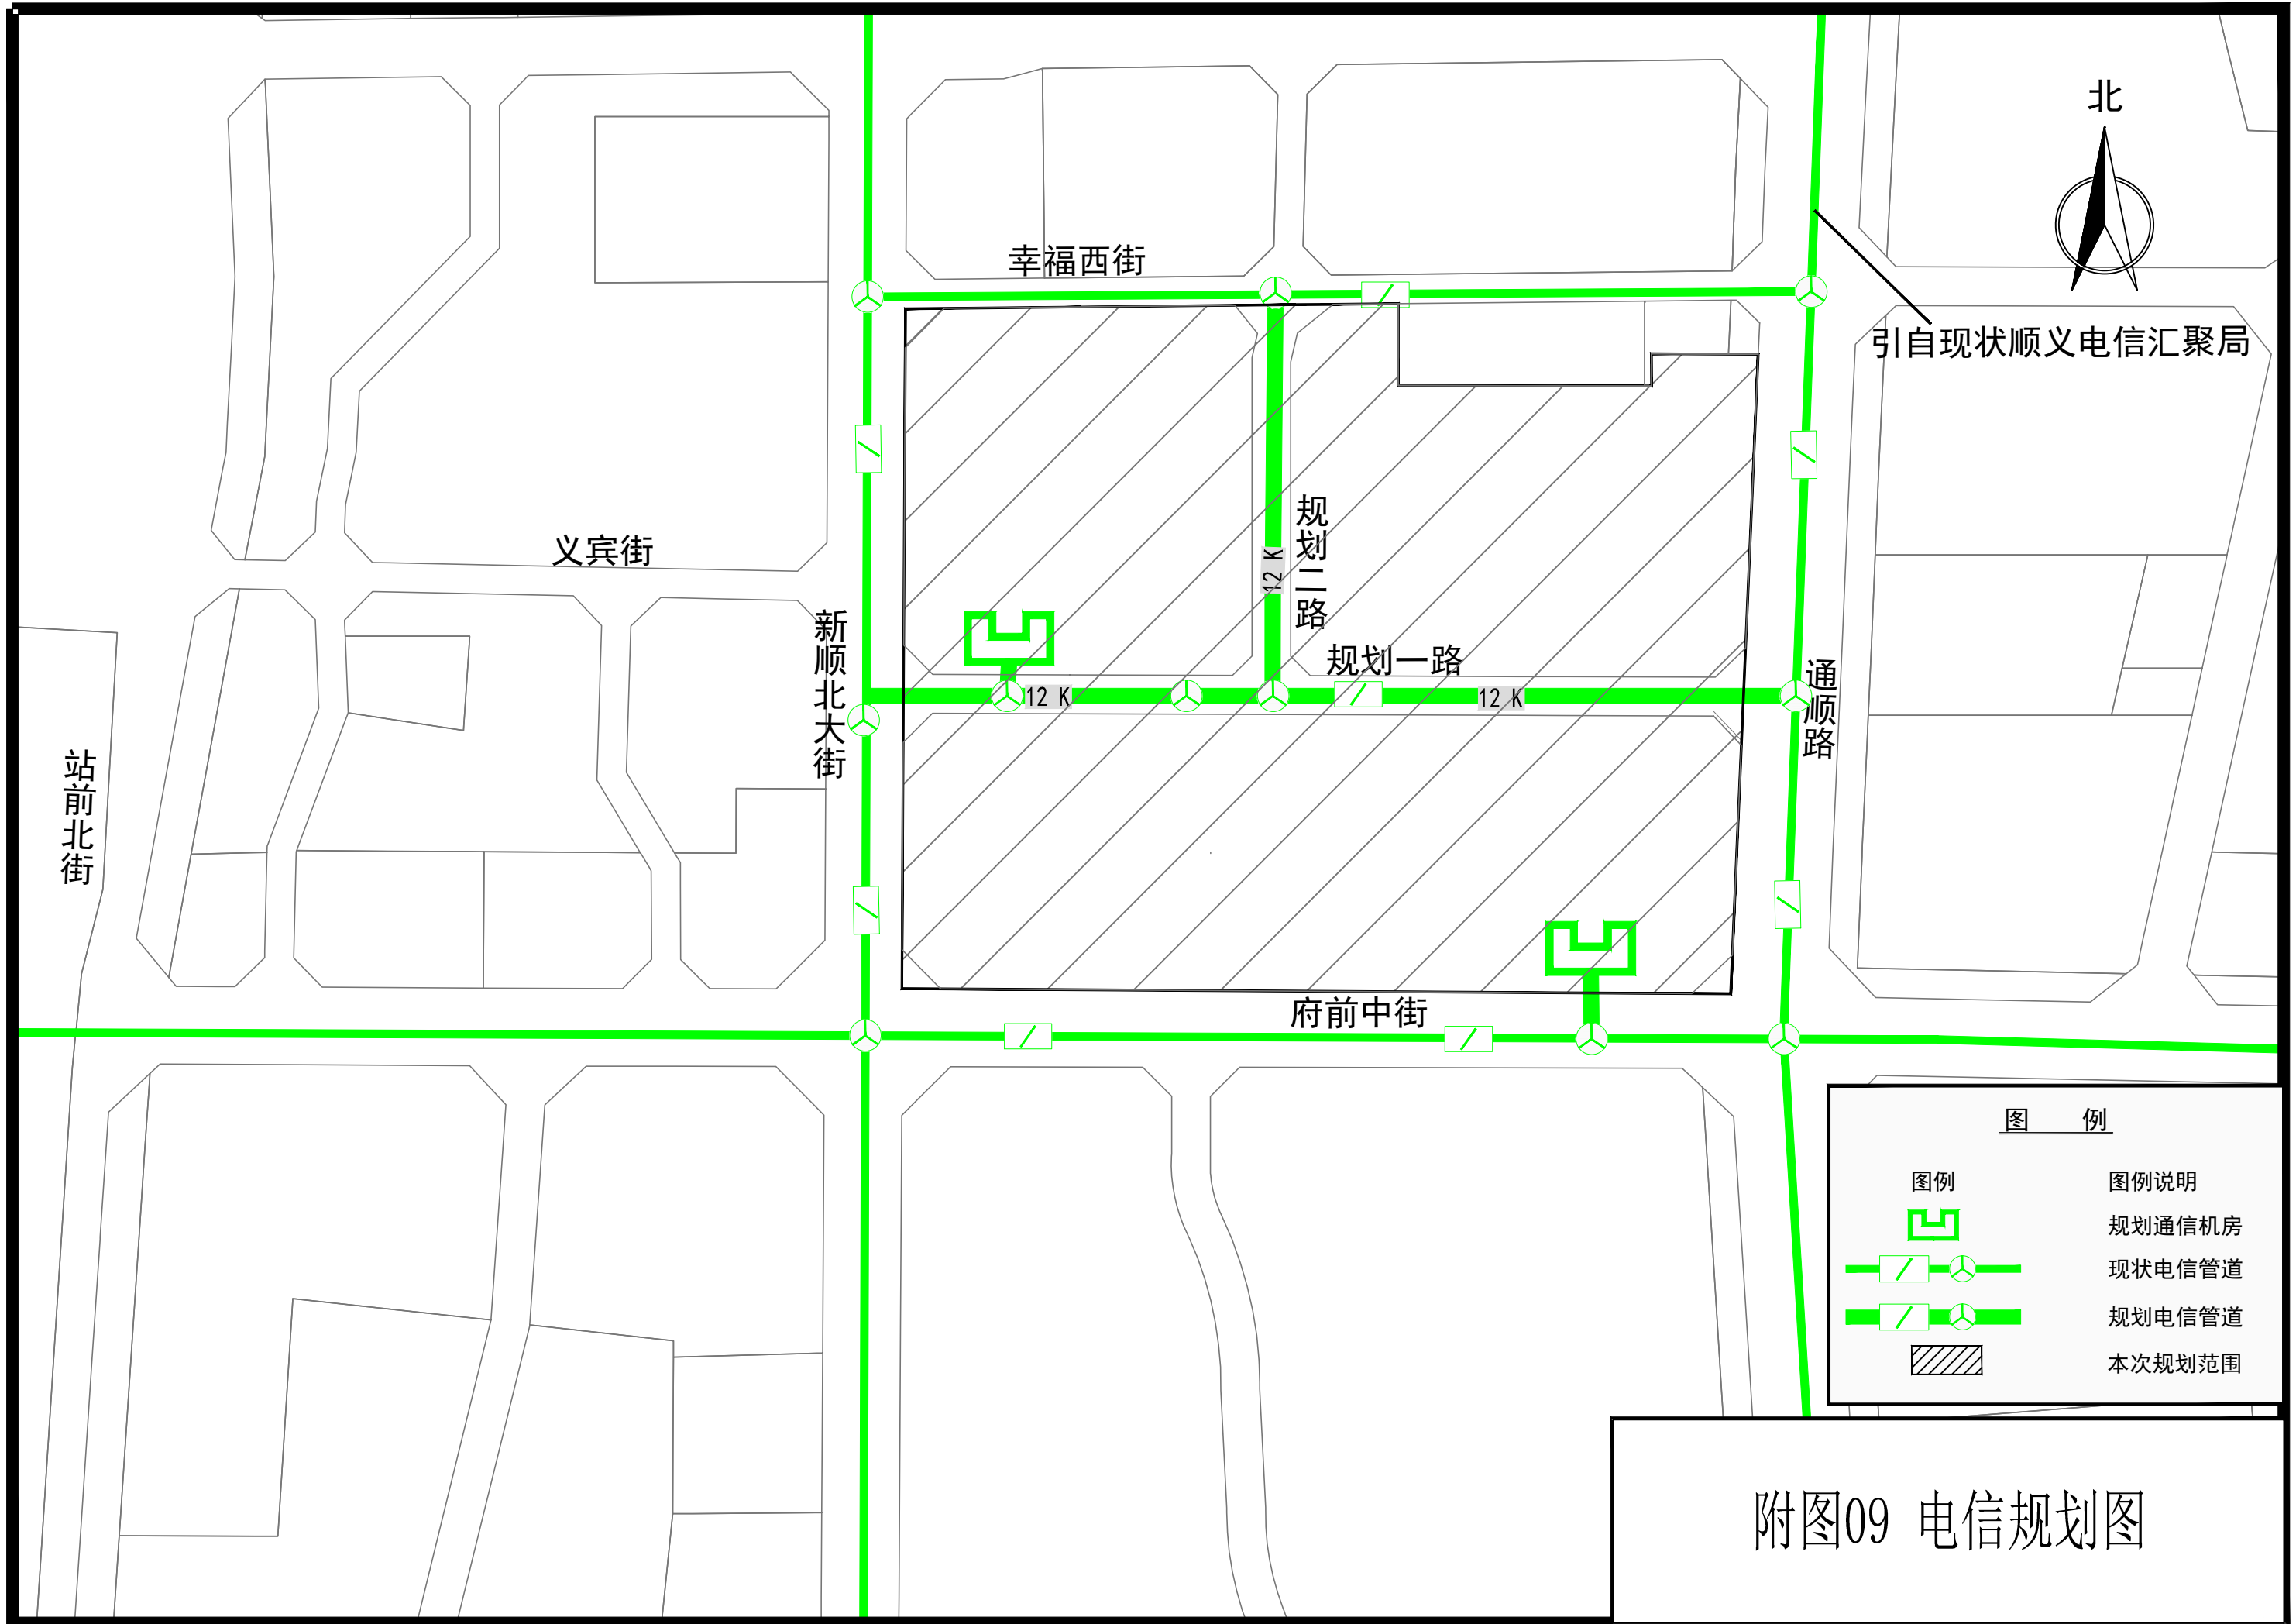 北
幸福西街
引自现状顺义电信汇聚局
规划二路
12 K
义宾街
新顺北大街
规划一路
12 K
12 K
通顺路
站前北街
府前中街
图 例
图例 图例说明
规划通信机房
现状电信管道
规划电信管道
本次规划范围
附图09 电信规划图